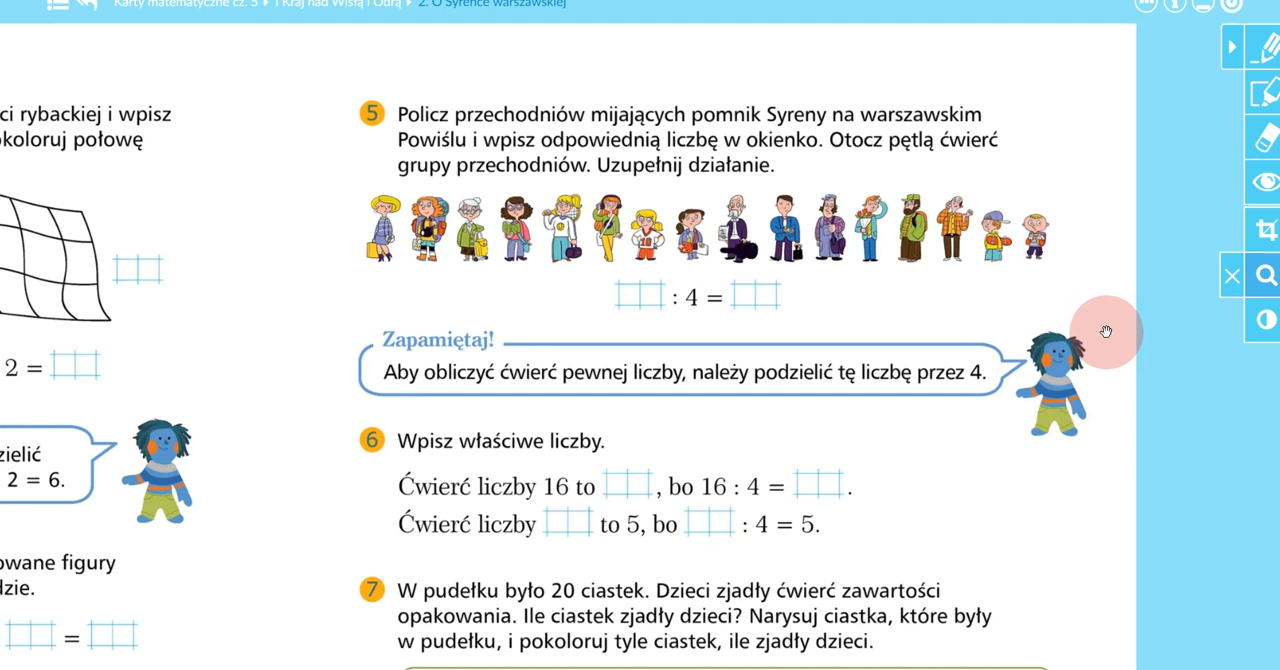 Karty matematyczne cz. 5 ▸ I Kraj nad Wisłą i Odrą ▸ 2. O Syrence warszawskiej
ci rybackiej i wpisz
okoloruj połowę
2 =
zielić
2 = 6.
owane figury
dzie.
=
5 Policz przechodniów mijających pomnik Syreny na warszawskim
Powiślu i wpisz odpowiednią liczbę w okienko. Otocz pętlą ćwierć
grupy przechodniów. Uzupełnij działanie.
: 4 =
Zapamiętaj!
Aby obliczyć ćwierć pewnej liczby, należy podzielić tę liczbę przez 4.
6 Wpisz właściwe liczby.
Ćwierć liczby 16 to , bo 16 : 4 = .
Ćwierć liczby to 5, bo : 4 = 5.
7 W pudełku było 20 ciastek. Dzieci zjadły ćwierć zawartości
opakowania. Ile ciastek zjadły dzieci? Narysuj ciastka, które były
w pudełku, i pokoloruj tyle ciastek, ile zjadły dzieci.